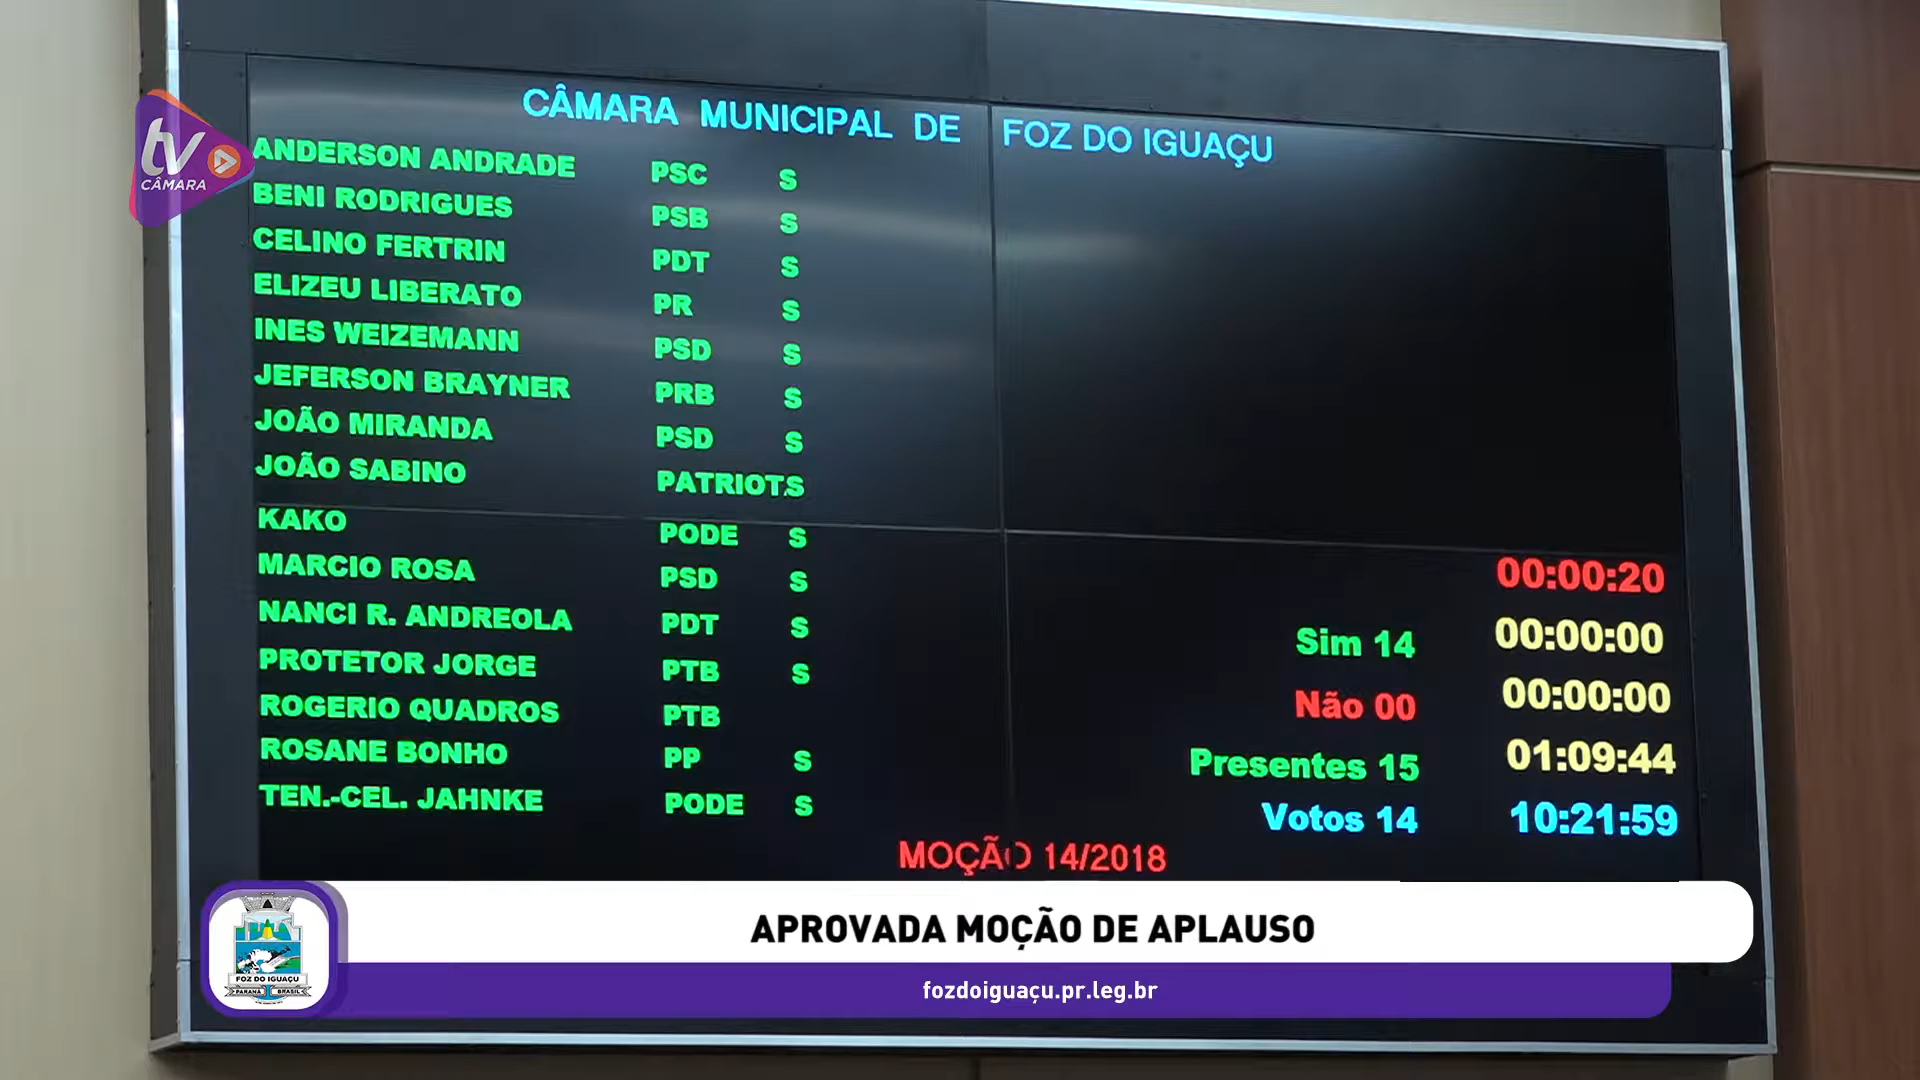 CÂMARA MUNICIPAL DE FOZ DO IGUAÇU
tv
CÂMARA
ANDERSON ANDRADE PSC S
BENI RODRIGUES PSB S
CELINO FERTRIN PDT S
ELIZEU LIBERATO PR S
INES WEIZEMANN PSD S
JEFERSON BRAYNER PRB S
JOÃO MIRANDA PSD S
JOÃO SABINO PATRIOT. S
KAKO PODE S
MARCIO ROSA PSD S
NANCI R. ANDREOLA PDT S
PROTETOR JORGE PTB S
ROGERIO QUADROS PTB
ROSANE BONHO PP S
TEN.-CEL. JAHNKE PODE S
00:00:20
Sim 14 00:00:00
Não 00 00:00:00
Presentes 15 01:09:44
Votos 14 10:21:59
MOÇÃO 14/2018
APROVADA MOÇÃO DE APLAUSO
fozdoiguaçu.pr.leg.br
FOZ DO IGUAÇU
PARANÁ BRASIL